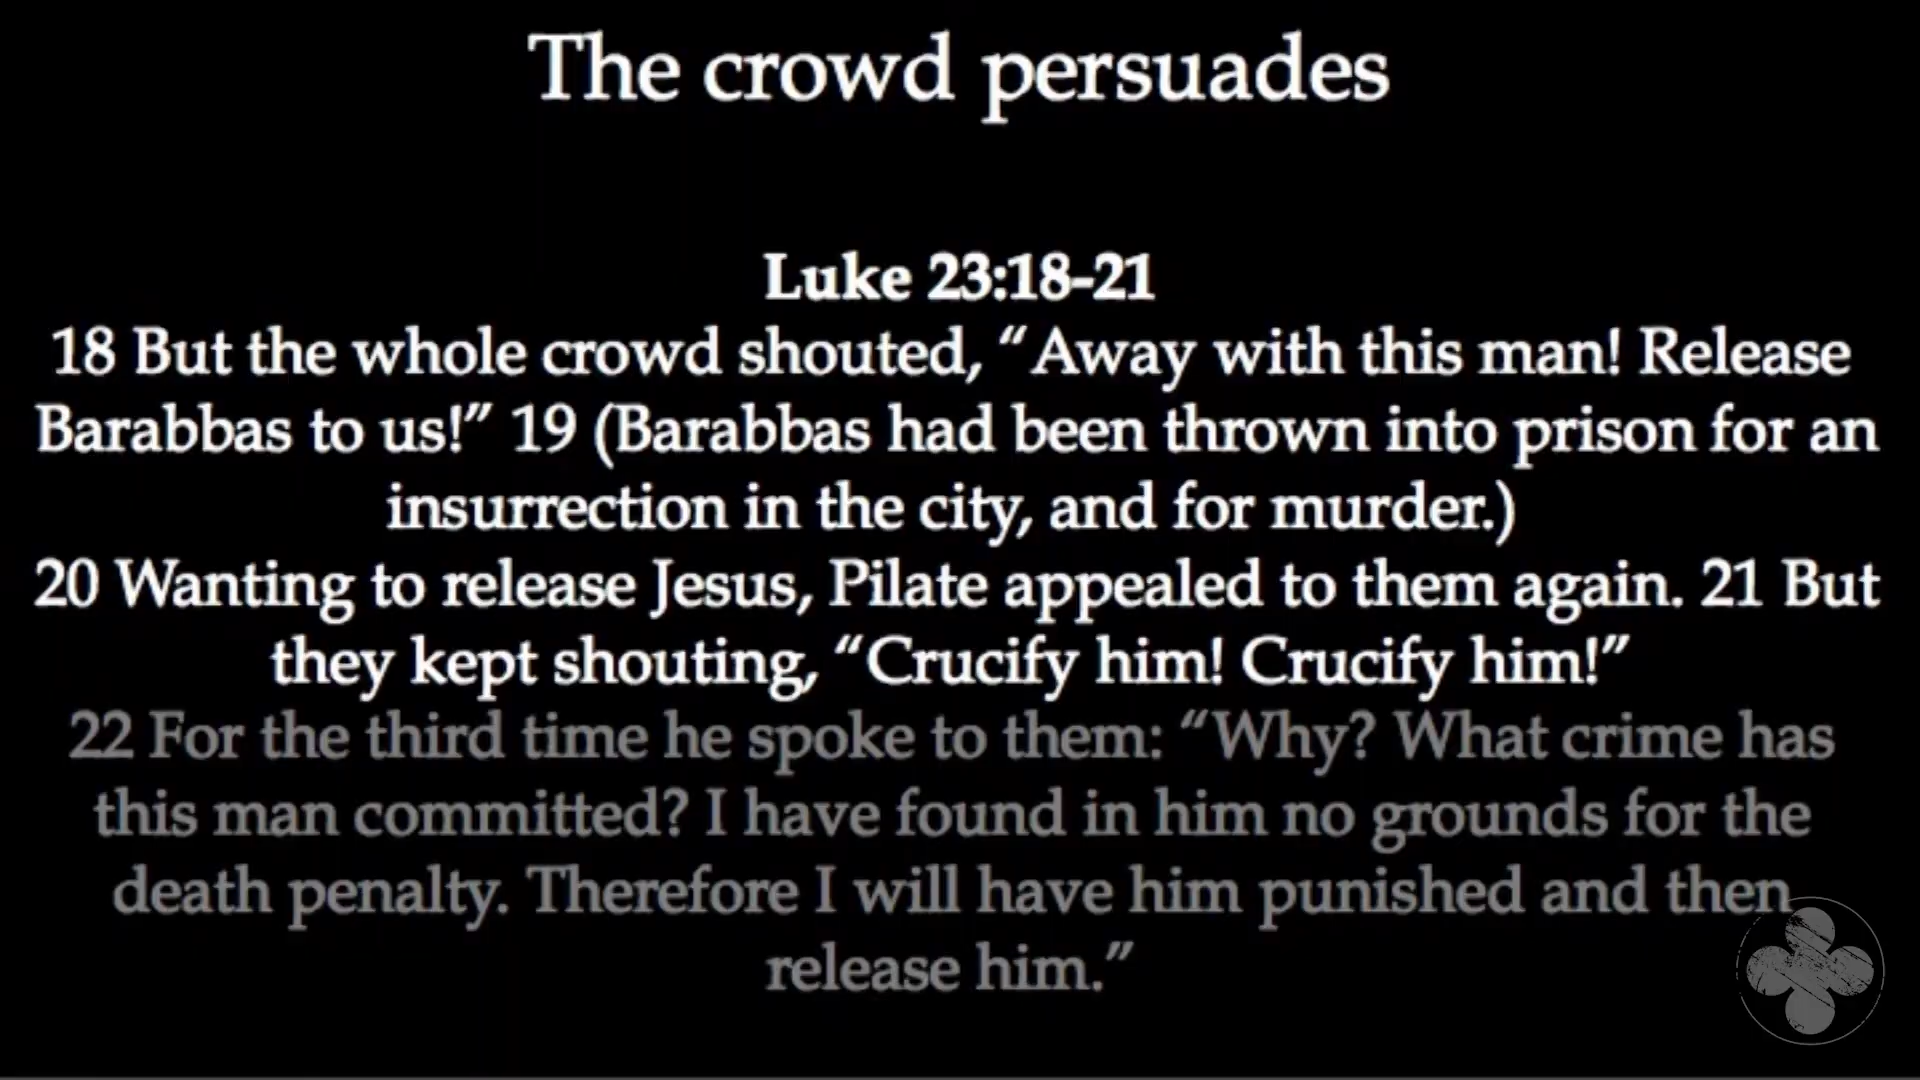 The crowd persuades
Luke 23:18-21
18 But the whole crowd shouted, “Away with this man! Release
Barabbas to us!” 19 (Barabbas had been thrown into prison for an
insurrection in the city, and for murder.)
20 Wanting to release Jesus, Pilate appealed to them again. 21 But
they kept shouting, “Crucify him! Crucify him!”
22 For the third time he spoke to them: “Why? What crime has
this man committed? I have found in him no grounds for the
death penalty. Therefore I will have him punished and then
release him.”